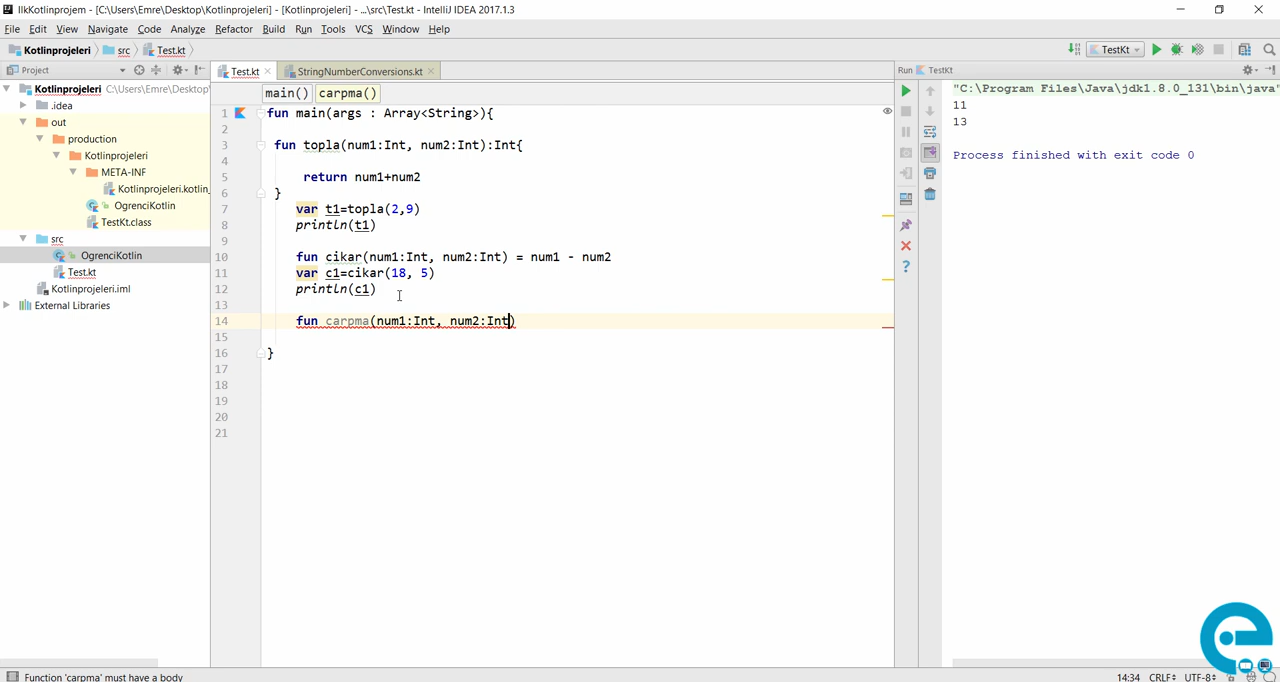 IlkKotlinprojem - [C:\Users\Emre\Desktop\Kotlinprojeleri] - [Kotlinprojeleri] - ...\src\Test.kt - IntelliJ IDEA 2017.1.3
File Edit View Navigate Code Analyze Refactor Build Run Tools VCS Window Help
Kotlinprojeleri src Test.kt TestKt
Project Test.kt StringNumberConversions.kt Run TestKt
main() carpma()
Kotlinprojeleri C:\Users\Emre\Desktop
.idea
out
production
Kotlinprojeleri
META-INF
Kotlinprojeleri.kotlin_
OgrenciKotlin
TestKt.class
src
OgrenciKotlin
Test.kt
Kotlinprojeleri.iml
External Libraries
1 fun main(args : Array<String>){
2
3 fun topla(num1:Int, num2:Int):Int{
4
5 return num1+num2
6 }
7 var t1=topla(2,9)
8 println(t1)
9
10 fun cikar(num1:Int, num2:Int) = num1 - num2
11 var c1=cikar(18, 5)
12 println(c1)
13
14 fun carpma(num1:Int, num2:Int)
15
16 }
17
18
19
20
21
"C:\Program Files\Java\jdk1.8.0_131\bin\java"
11
13
Process finished with exit code 0
Function 'carpma' must have a body 14:34 CRLF UTF-8